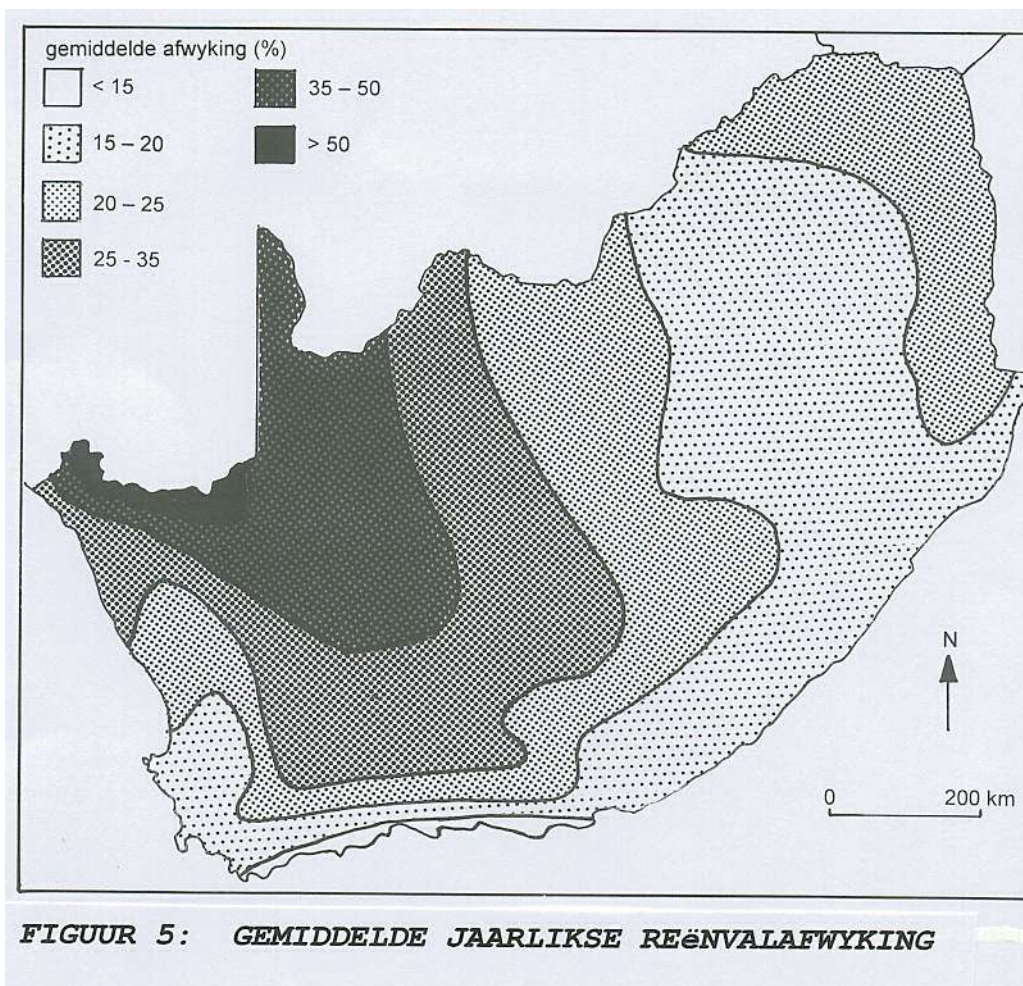 gemiddelde afwyking (%)
< 15
15 – 20
20 – 25
25 - 35
35 – 50
> 50
N
0 200 km
FIGUUR 5: GEMIDDELDE JAARLIKSE REëNVALAFWYKING